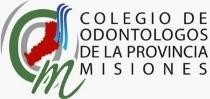 COLEGIO DE
ODONTOLOGOS
DE LA PROVINCIA
MISIONES
m